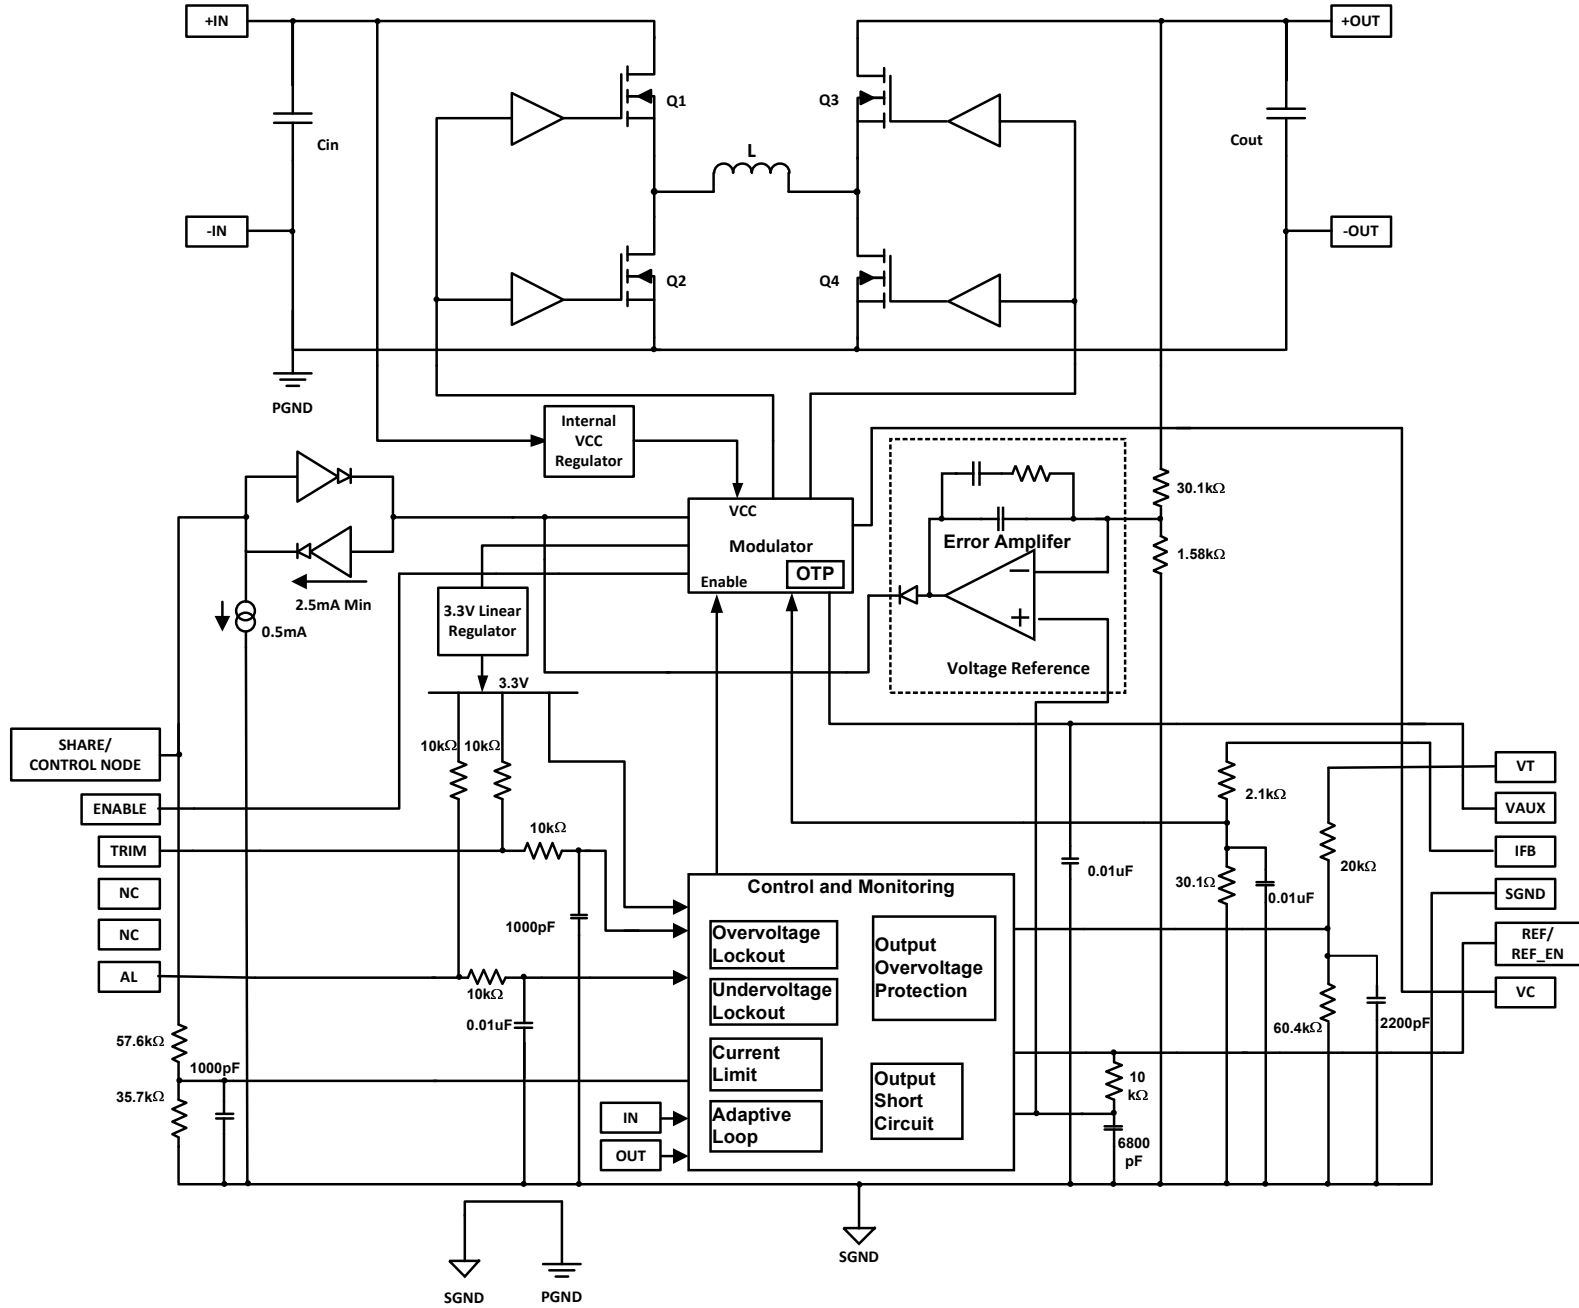 +IN
+OUT
Q1
Q3
Cin
L
Cout
-IN
-OUT
Q2
Q4
PGND
Internal
VCC
Regulator
30.1kΩ
VCC
Modulator
OTP
Enable
Error Amplifer
1.58kΩ
2.5mA Min
0.5mA
3.3V Linear
Regulator
Voltage Reference
3.3V
SHARE/
CONTROL NODE
10kΩ
10kΩ
VT
2.1kΩ
ENABLE
VAUX
10kΩ
TRIM
IFB
20kΩ
0.01uF
30.1Ω
0.01uF
NC
Control and Monitoring
SGND
1000pF
Overvoltage
Lockout
Output
Overvoltage
Protection
NC
REF/
REF_EN
AL
10kΩ
Undervoltage
Lockout
VC
0.01uF
60.4kΩ
2200pF
57.6kΩ
1000pF
Current
Limit
Output
Short
Circuit
10
kΩ
35.7kΩ
IN
Adaptive
Loop
OUT
6800
pF
SGND
SGND
PGND